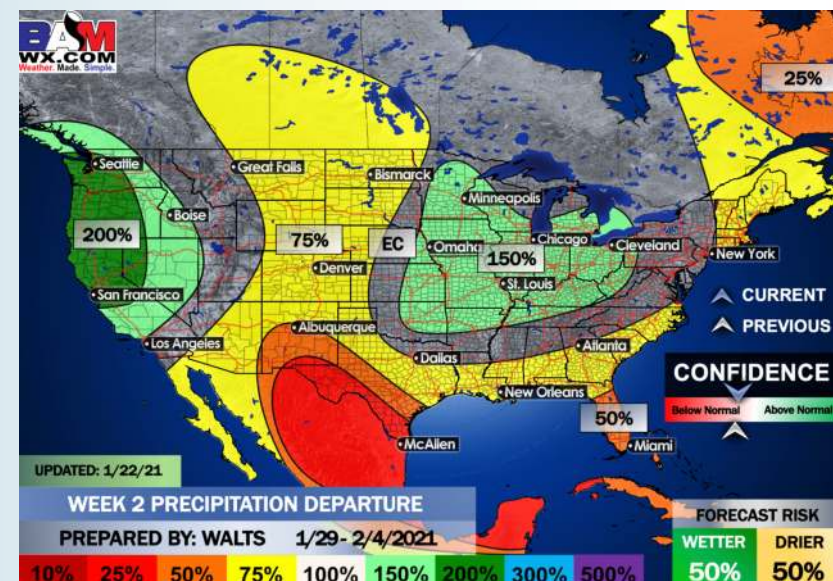 BAM
WX.COM
Weather. Made. Simple.
25%
Seattle
Great Falls
Bismarck
Minneapolis
Boise
200%
75%
EC
Omaha
Chicago
Cleveland
150%
New York
Denver
St. Louis
San Francisco
CURRENT
Albuquerque
PREVIOUS
Los Angeles
Dallas
Atlanta
CONFIDENCE
New Orleans
Below Normal
Above Normal
50%
McAllen
Miami
UPDATED: 1/22/21
WEEK 2 PRECIPITATION DEPARTURE
PREPARED BY: WALTS 1/29- 2/4/2021
10% 25% 50% 75% 100% 150% 200% 300% 500%
FORECAST RISK
WETTER DRIER
50% 50%